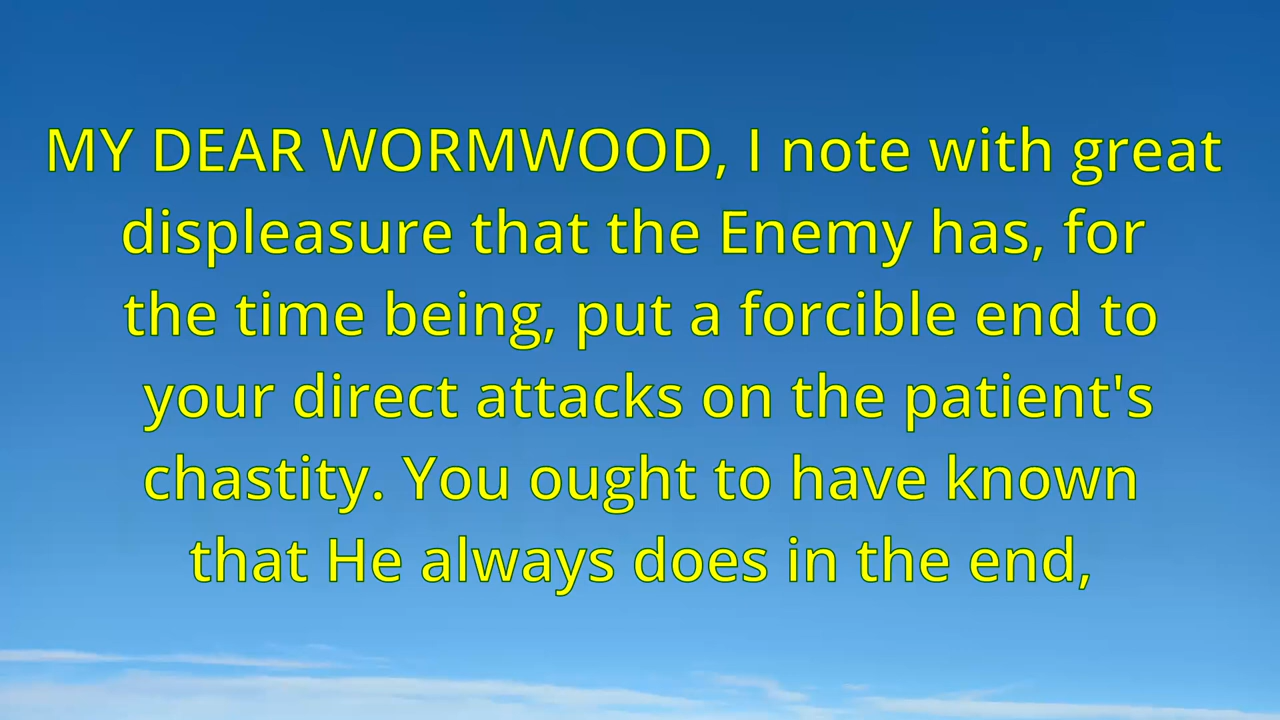 MY DEAR WORMWOOD, I note with great
displeasure that the Enemy has, for
the time being, put a forcible end to
your direct attacks on the patient's
chastity. You ought to have known
that He always does in the end,